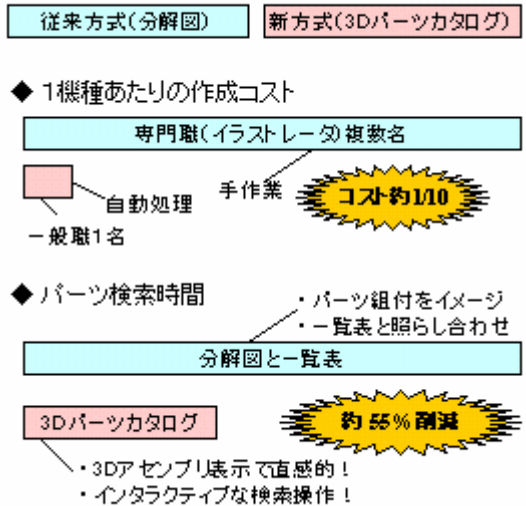 従来方式(分解図)
新方式(3Dパーツカタログ)
◆ 1機種あたりの作成コスト
専門職(イラストレータ)複数名
自動処理
手作業
コスト約1/10
一般職1名
◆ パーツ検索時間
・パーツ組付をイメージ
・一覧表と照らし合わせ
分解図と一覧表
3Dパーツカタログ
約55%削減
・3Dアセンブリ表示で直感的!
・インタラクティブな検索操作!